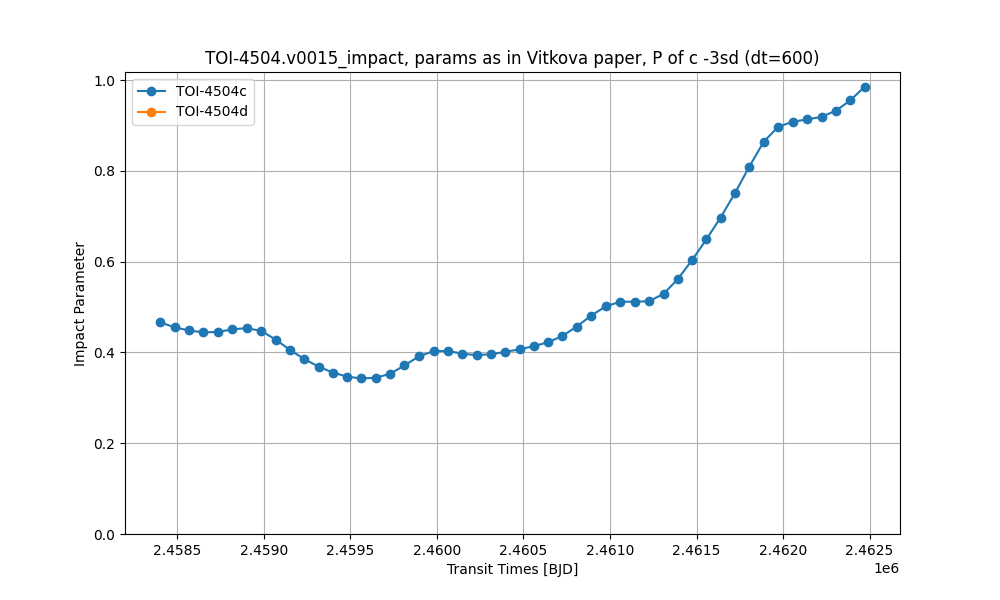 TOI-4504.v0015_impact, params as in Vitkova paper, P of c -3sd (dt=600)
TOI-4504c
TOI-4504d
1.0
0.8
0.6
0.4
0.2
0.0
Impact Parameter
2.4585 2.4590 2.4595 2.4600 2.4605 2.4610 2.4615 2.4620 2.4625
1e6
Transit Times [BJD]